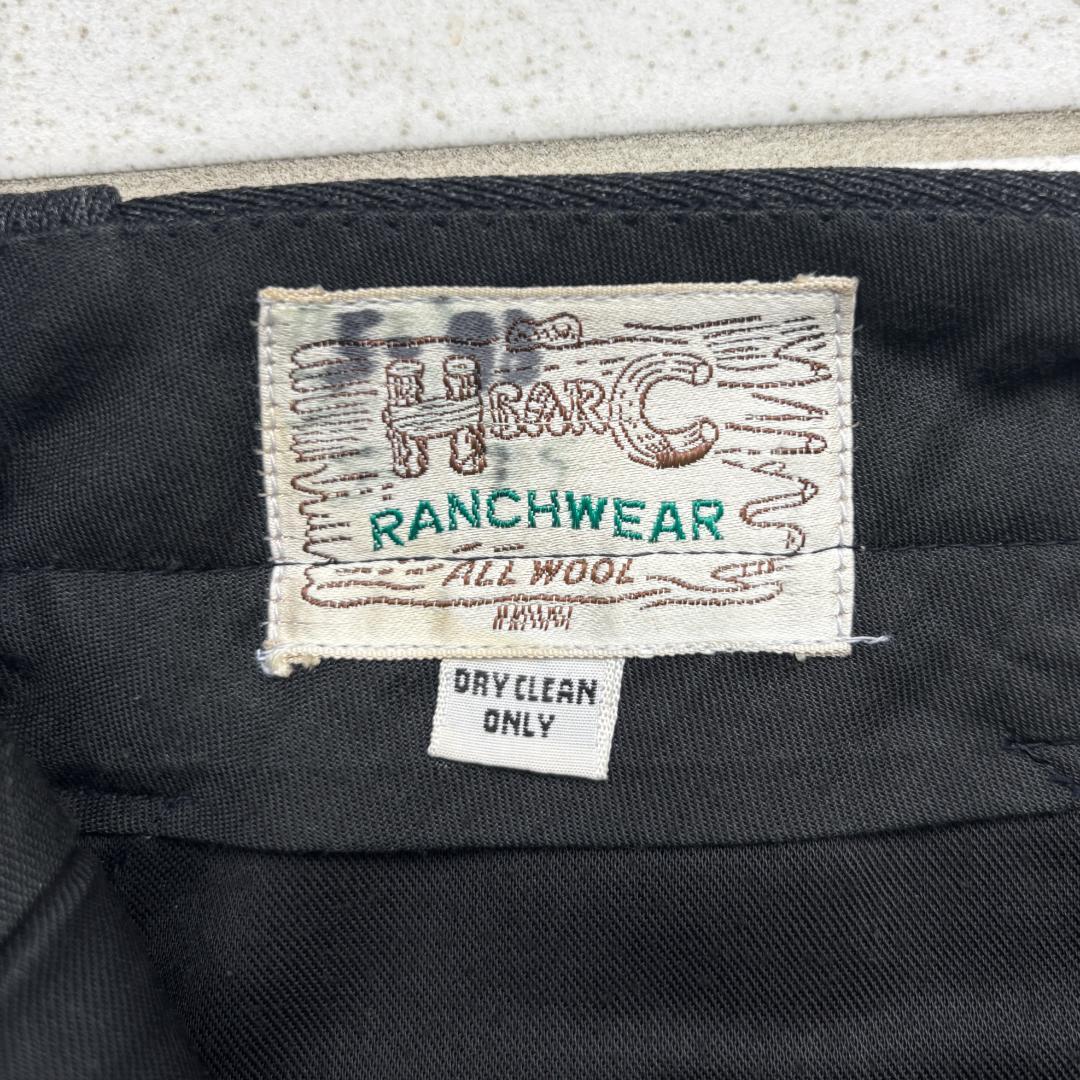 H BAR C
RANCHWEAR
ALL WOOL
DRY CLEAN
ONLY